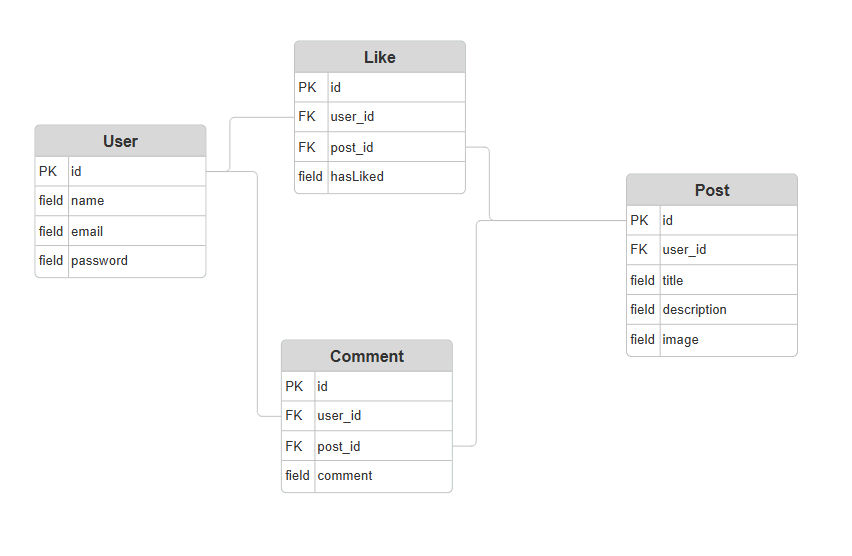 User
PK id
field name
field email
field password
Like
PK id
FK user_id
FK post_id
field hasLiked
Comment
PK id
FK user_id
FK post_id
field comment
Post
PK id
FK user_id
field title
field description
field image